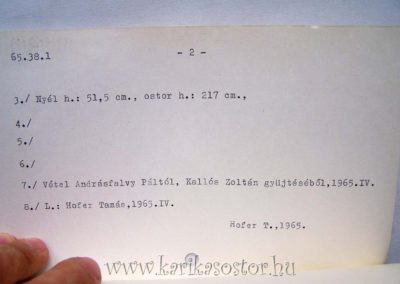 65.38.1 - 2 -
3./ Nyél h.: 51,5 cm., ostor h.: 217 cm.,
4./
5./
6./
7./ Vétel Andrásfalvy Páltól, Kallós Zoltán gyüjtéséből,1965.IV.
8./ L.: Hofer Tamás,1965.IV.
Hofer T.,1965.
www.karikasostor.hu